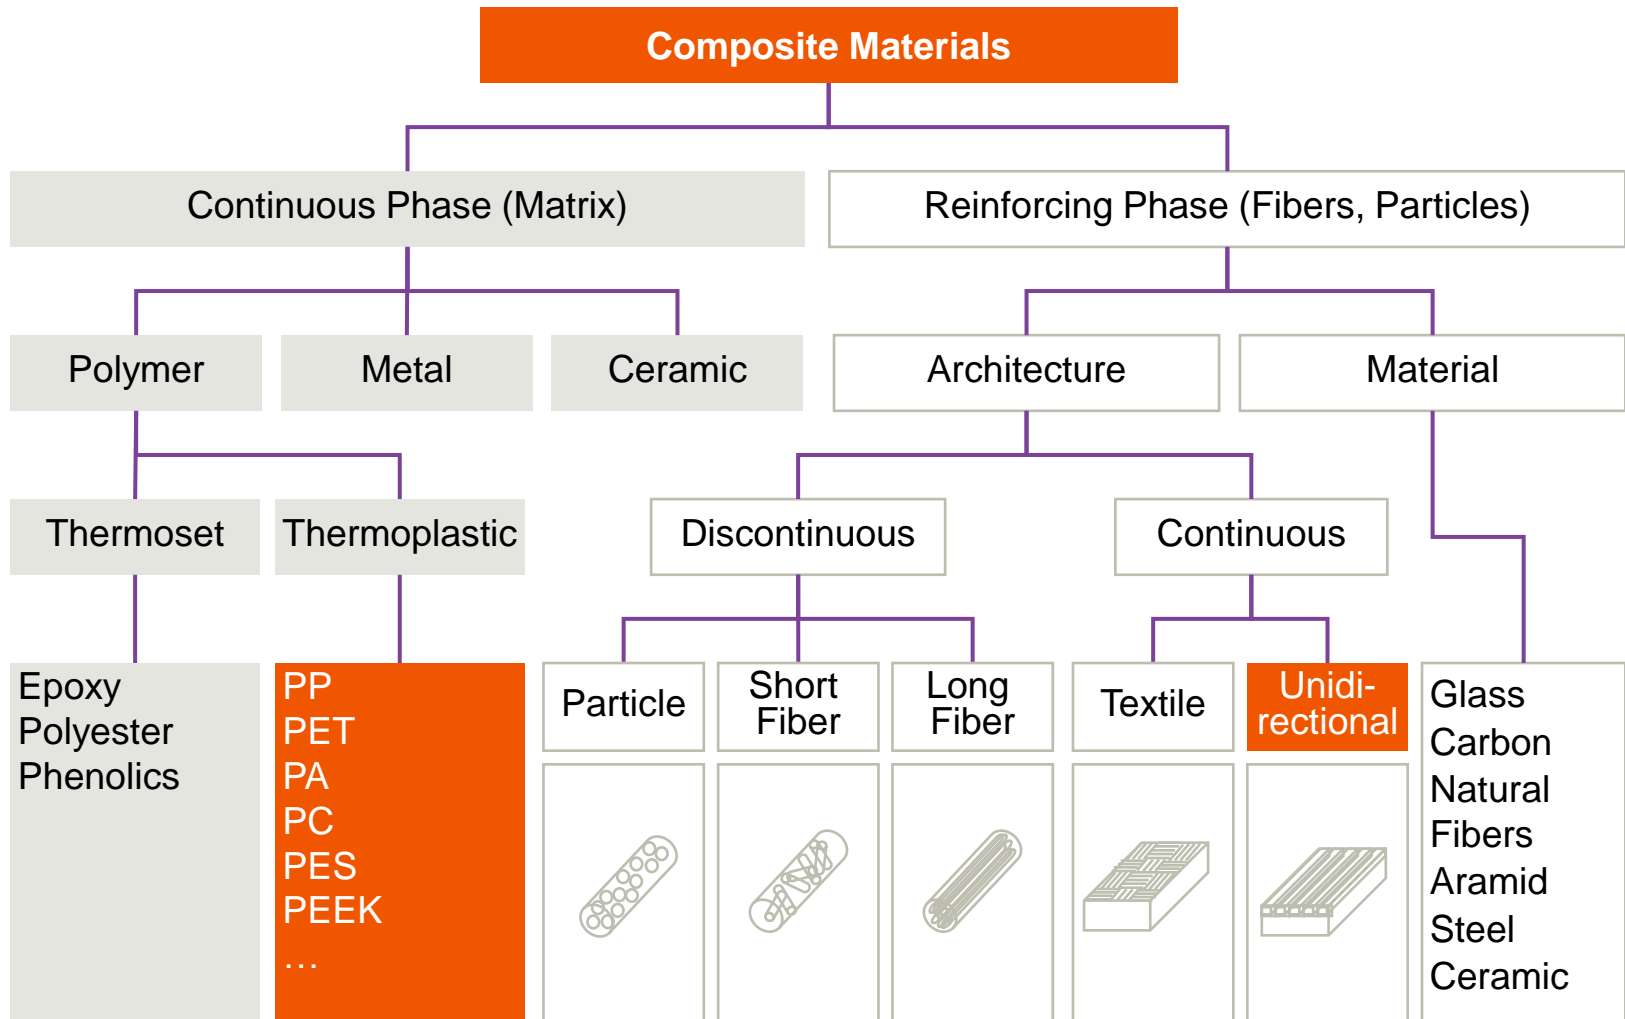 Composite Materials
Continuous Phase (Matrix)
Reinforcing Phase (Fibers, Particles)
Polymer
Metal
Ceramic
Architecture
Material
Thermoset
Thermoplastic
Discontinuous
Continuous
Epoxy
Polyester
Phenolics
PP
PET
PA
PC
PES
PEEK
…
Particle
Short
Fiber
Long
Fiber
Textile
Unidi-
rectional
Glass
Carbon
Natural
Fibers
Aramid
Steel
Ceramic